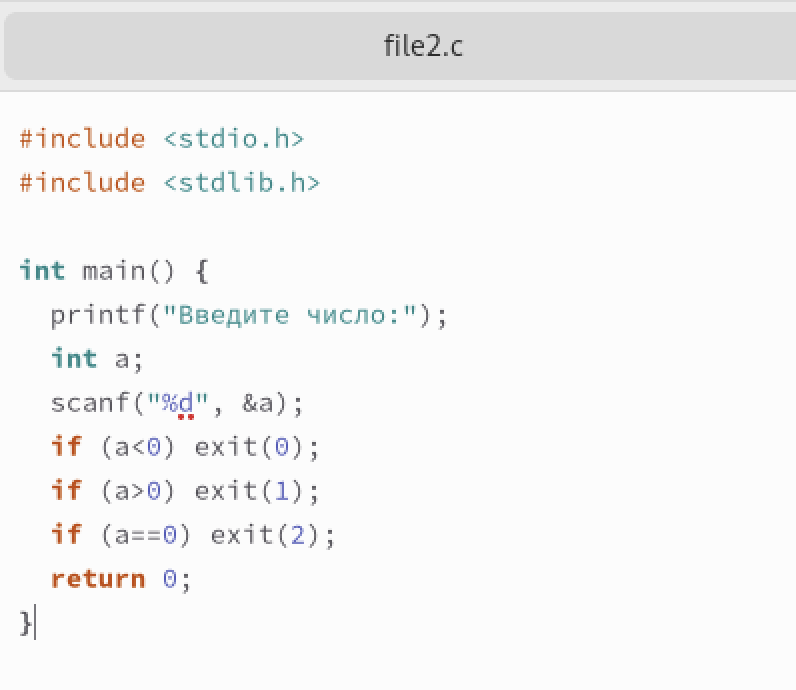 file2.c
#include <stdio.h>
#include <stdlib.h>
int main() {
printf("Введите число:");
int a;
scanf("%d", &a);
if (a<0) exit(0);
if (a>0) exit(1);
if (a==0) exit(2);
return 0;
}